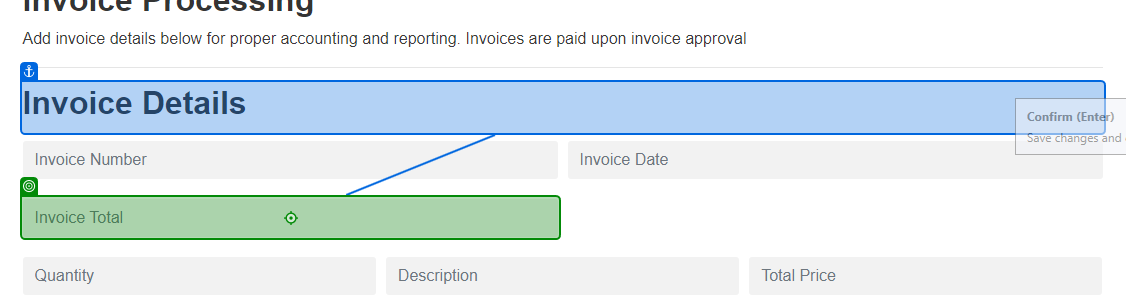 Invoice Processing
Add invoice details below for proper accounting and reporting. Invoices are paid upon invoice approval
Invoice Details
Confirm (Enter)
Save changes and
Invoice Number
Invoice Date
Invoice Total
Quantity
Description
Total Price